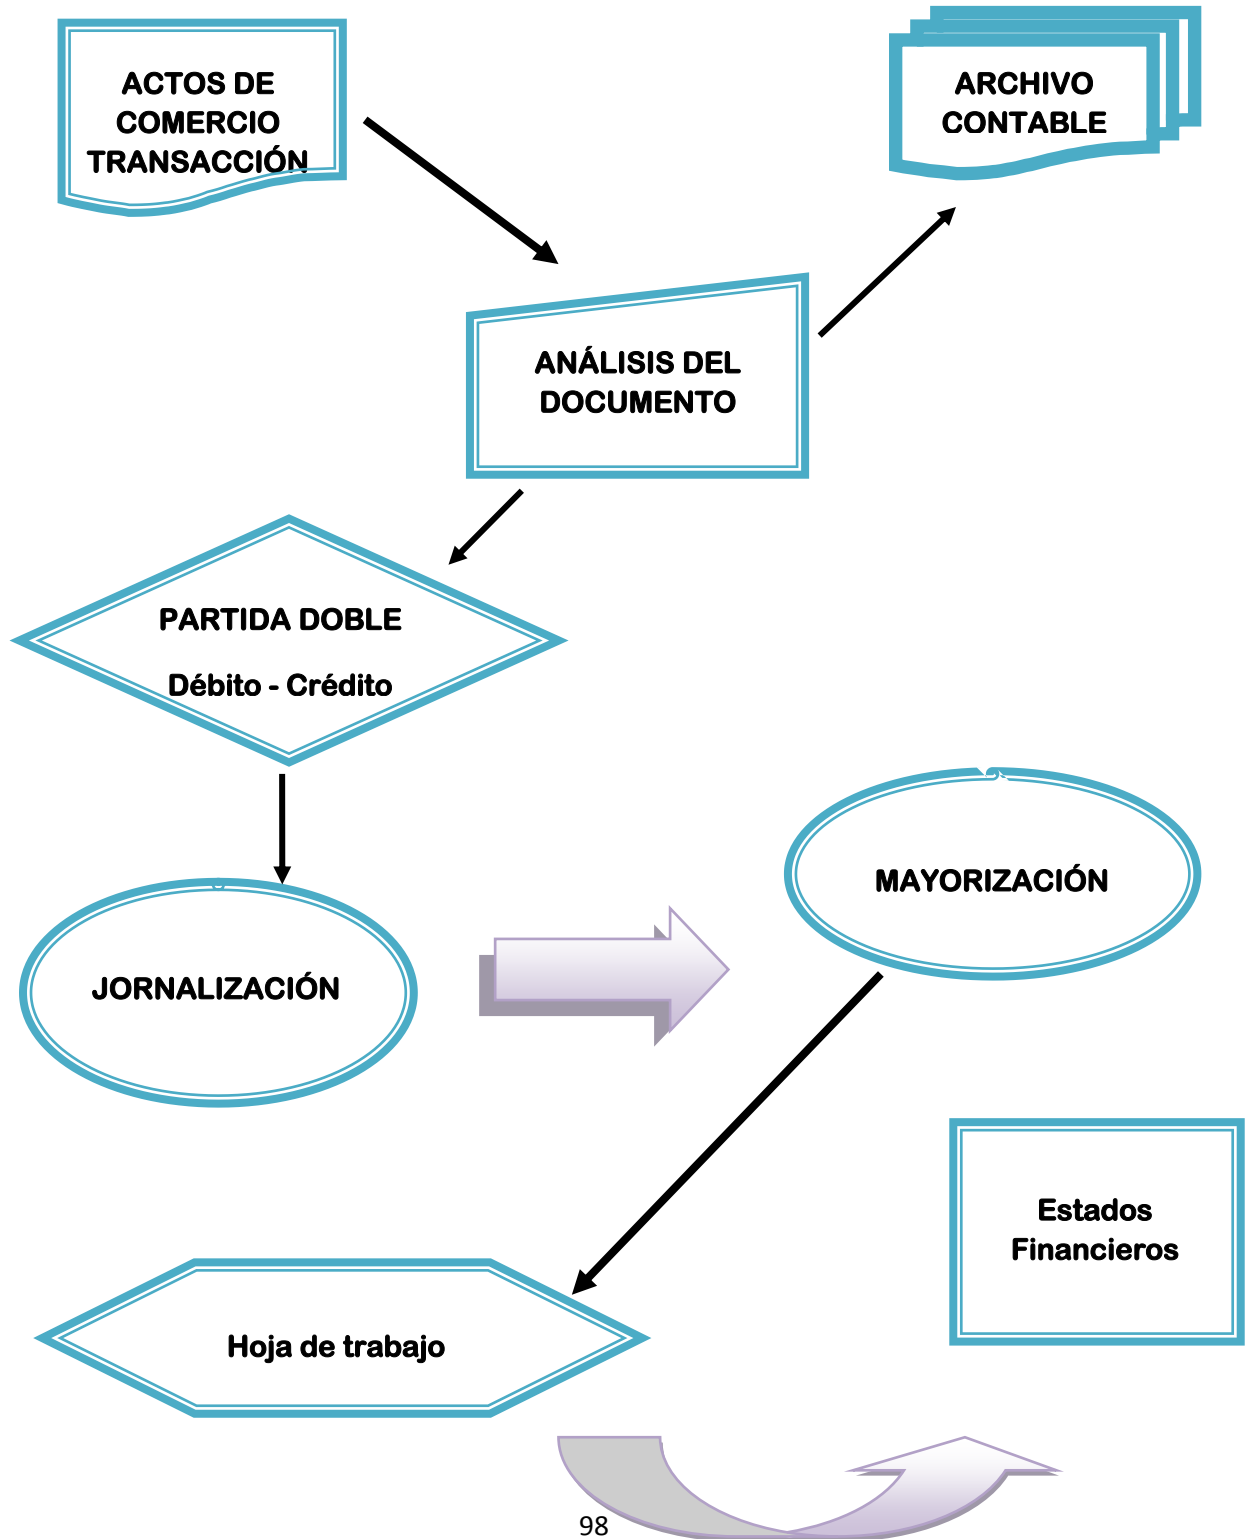 ACTOS DE
COMERCIO
TRANSACCIÓN
ARCHIVO
CONTABLE
ANÁLISIS DEL
DOCUMENTO
PARTIDA DOBLE
Débito - Crédito
JORNALIZACIÓN
MAYORIZACIÓN
Hoja de trabajo
Estados
Financieros
98